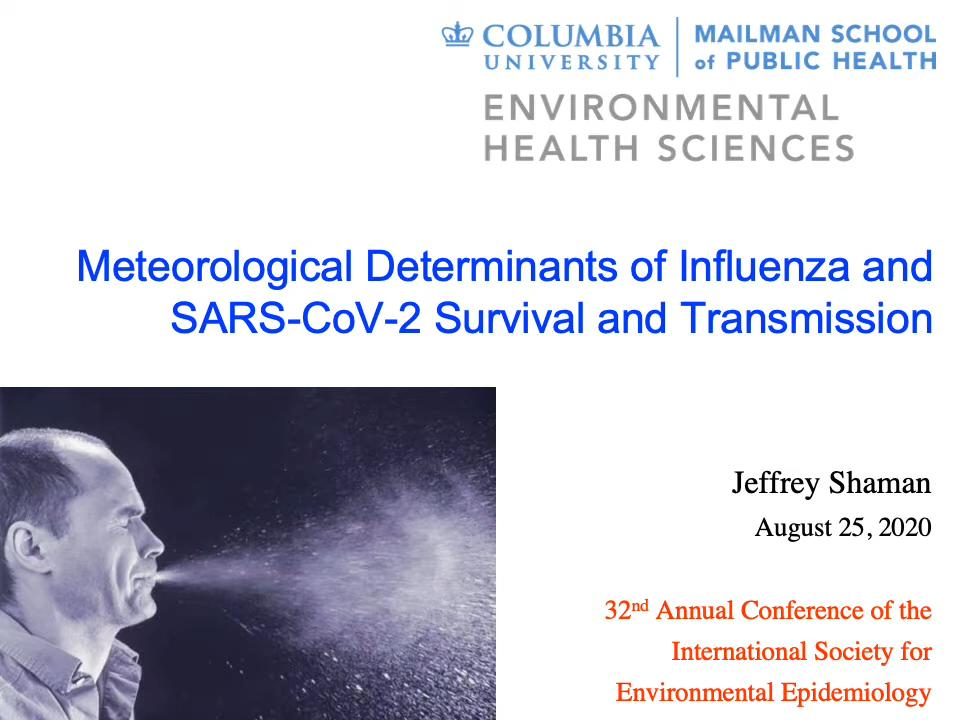 COLUMBIA UNIVERSITY
MAILMAN SCHOOL of PUBLIC HEALTH
ENVIRONMENTAL
HEALTH SCIENCES
Meteorological Determinants of Influenza and
SARS-CoV-2 Survival and Transmission
Jeffrey Shaman
August 25, 2020
32nd Annual Conference of the
International Society for
Environmental Epidemiology